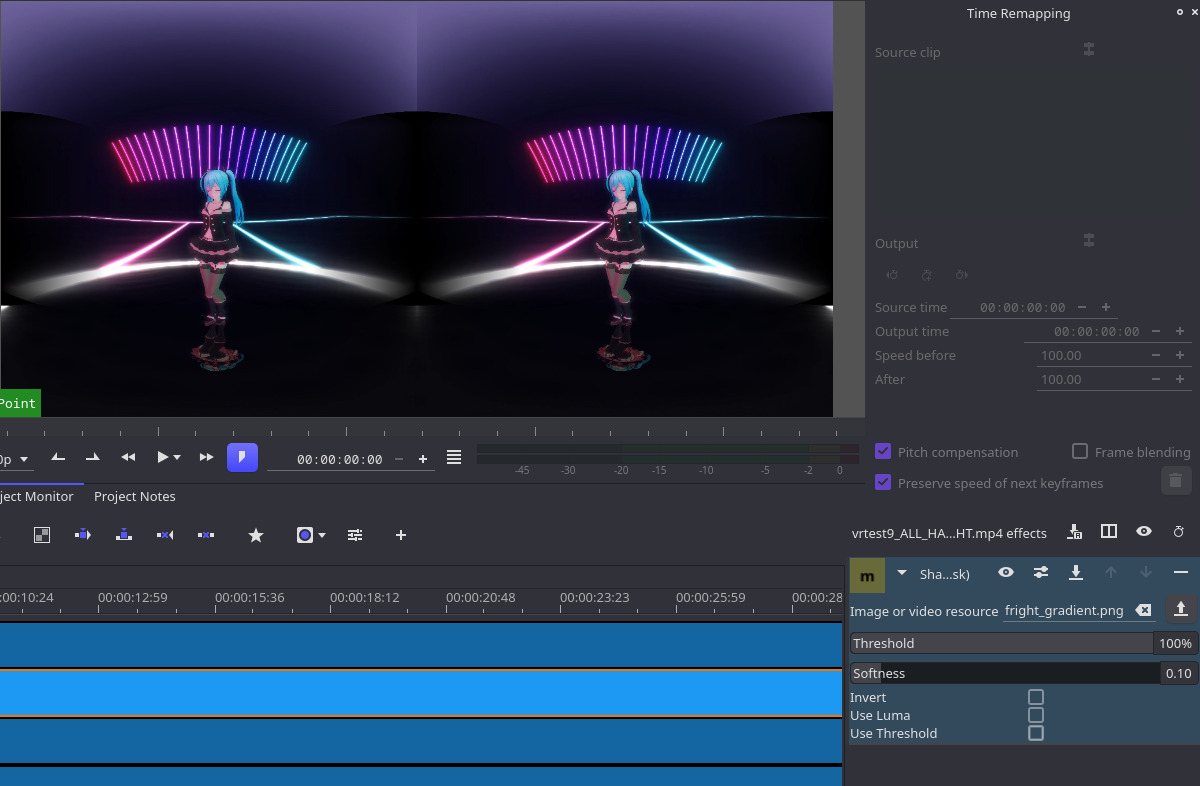 Time Remapping
Source clip
Output
Source time 00:00:00:00
Output time 00:00:00:00
Speed before 100.00
After 100.00
Pitch compensation Frame blending
Preserve speed of next keyframes
Point
0p 00:00:00:00
-45 -30 -20 -15 -10 -5 -2 0
ject Monitor Project Notes
vrtest9_ALL_HA...HT.mp4 effects
m Sha...sk)
:00:10:24 00:00:12:59 00:00:15:36 00:00:18:12 00:00:20:48 00:00:23:23 00:00:25:59 00:00:28
Image or video resource fright_gradient.png
Threshold 100%
Softness 0.10
Invert
Use Luma
Use Threshold